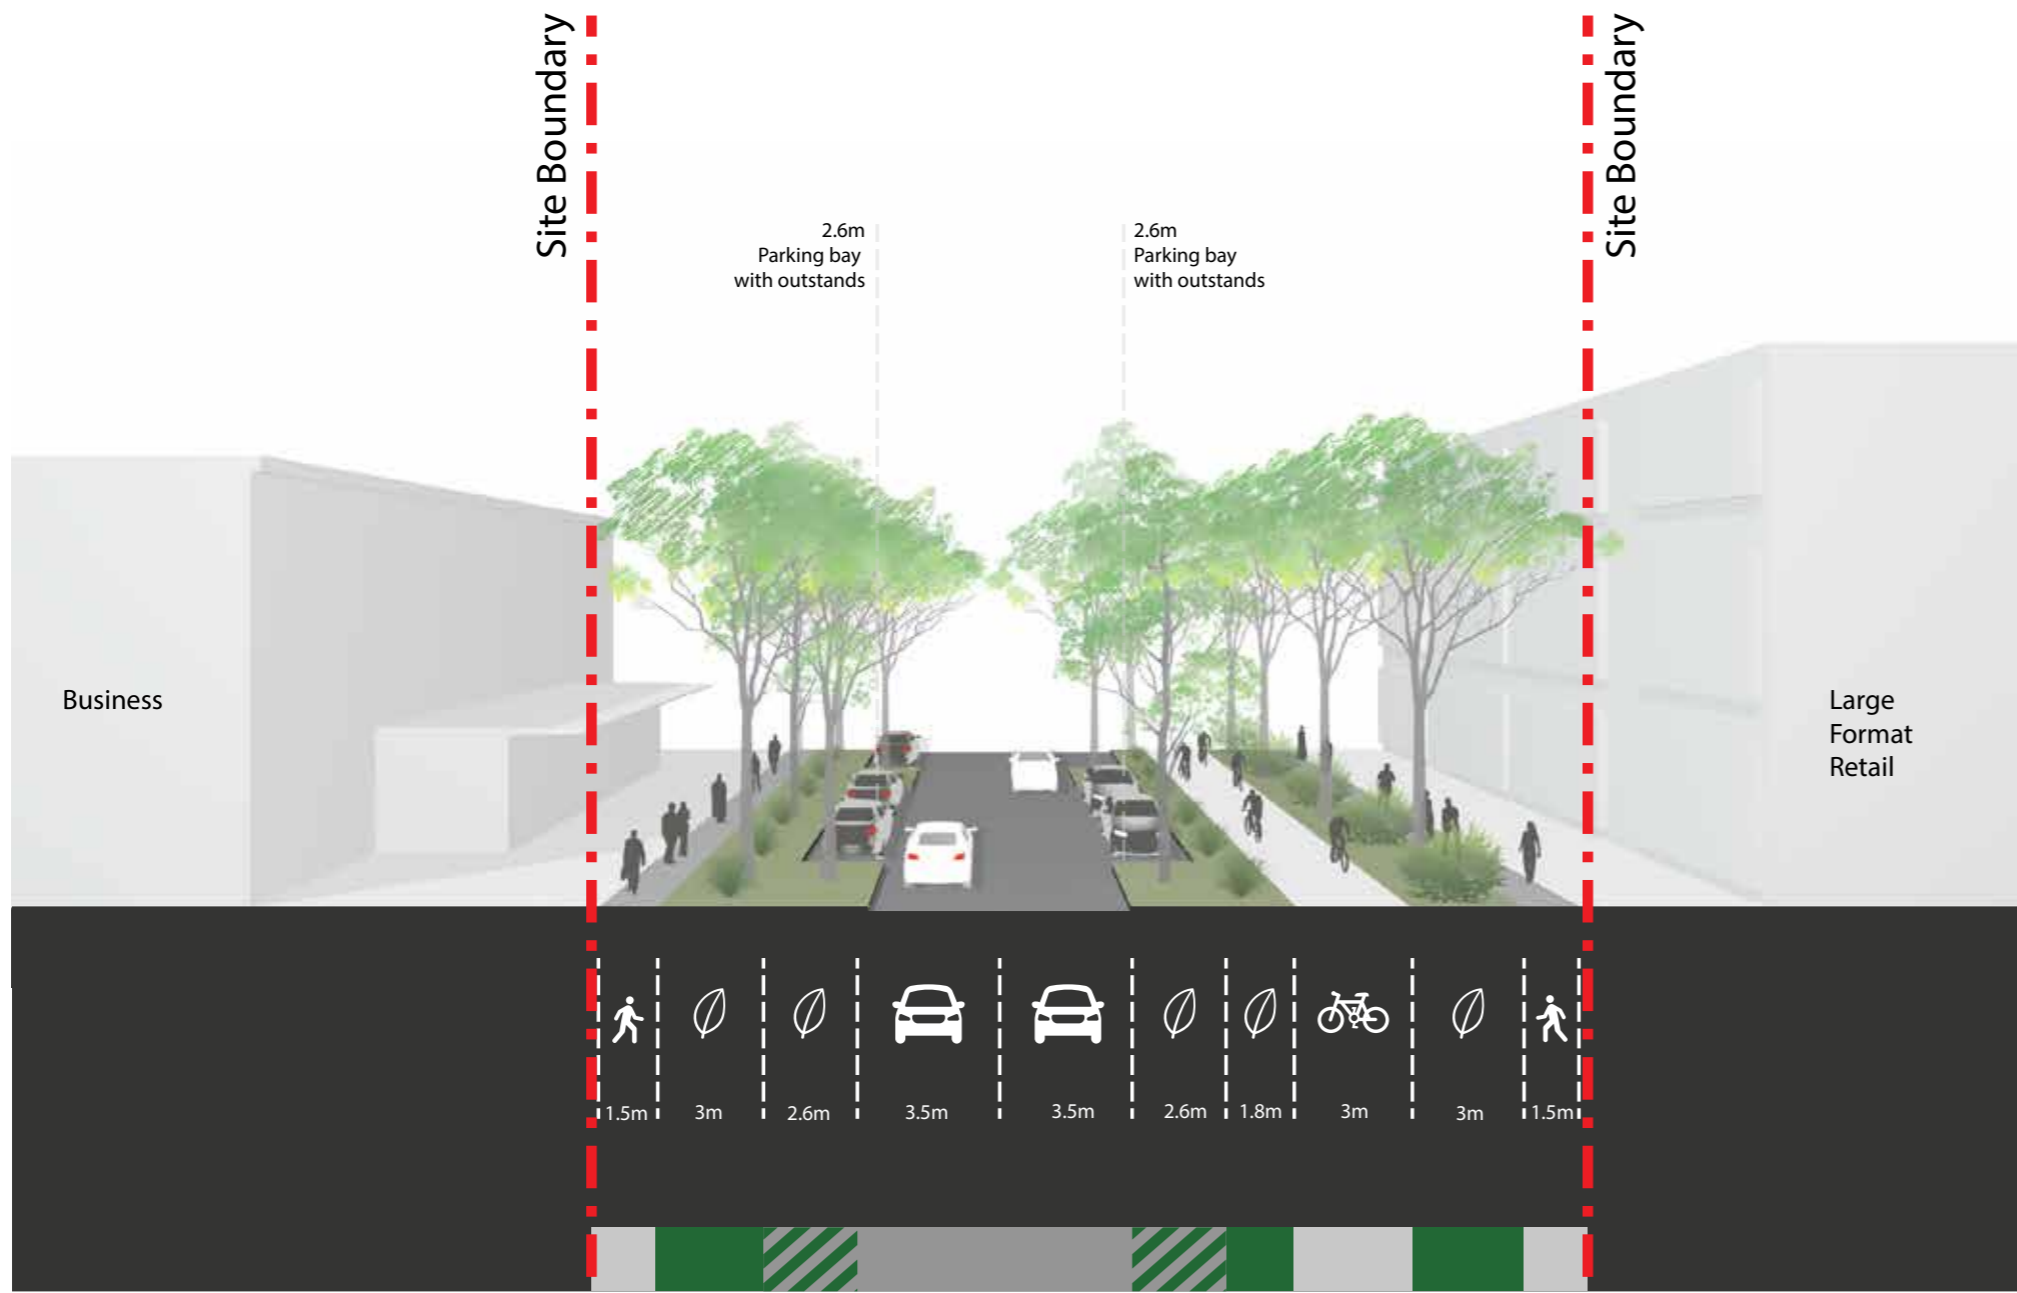 Site Boundary
Site Boundary
2.6m
Parking bay
with outstands
2.6m
Parking bay
with outstands
Business
Large
Format
Retail
1.5m
3m
2.6m
3.5m
3.5m
2.6m
1.8m
3m
3m
1.5m